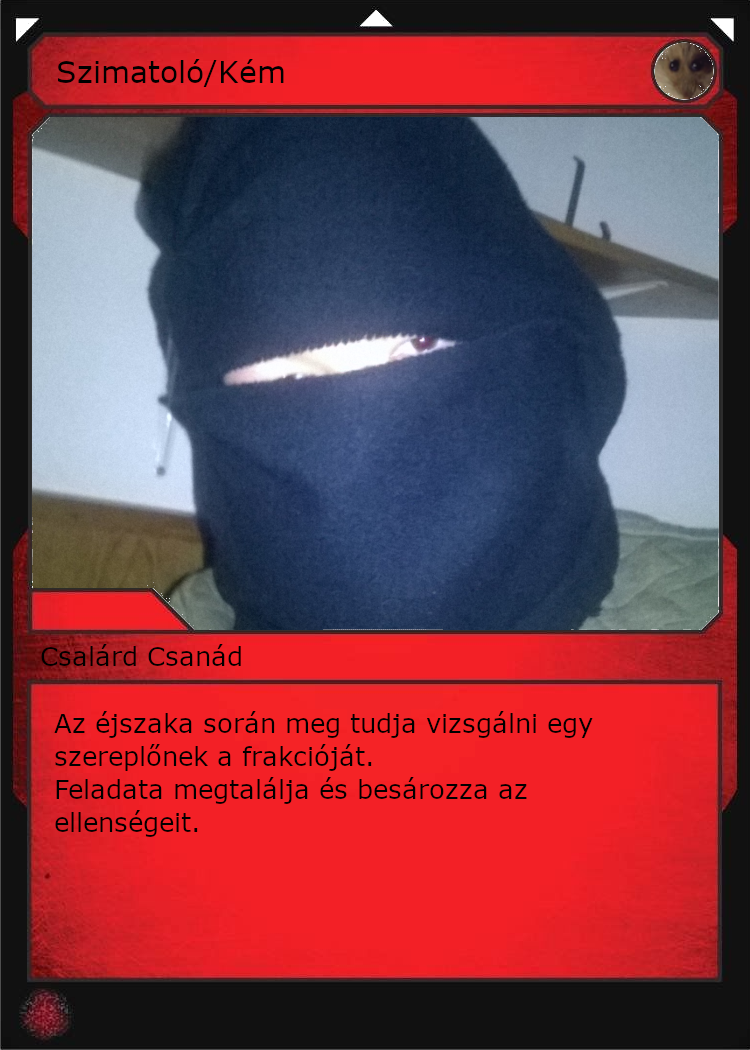 Szimatoló/Kém
Csalárd Csanád
Az éjszaka során meg tudja vizsgálni egy
szereplőnek a frakcióját.
Feladata megtalálja és besározza az
ellenségeit.